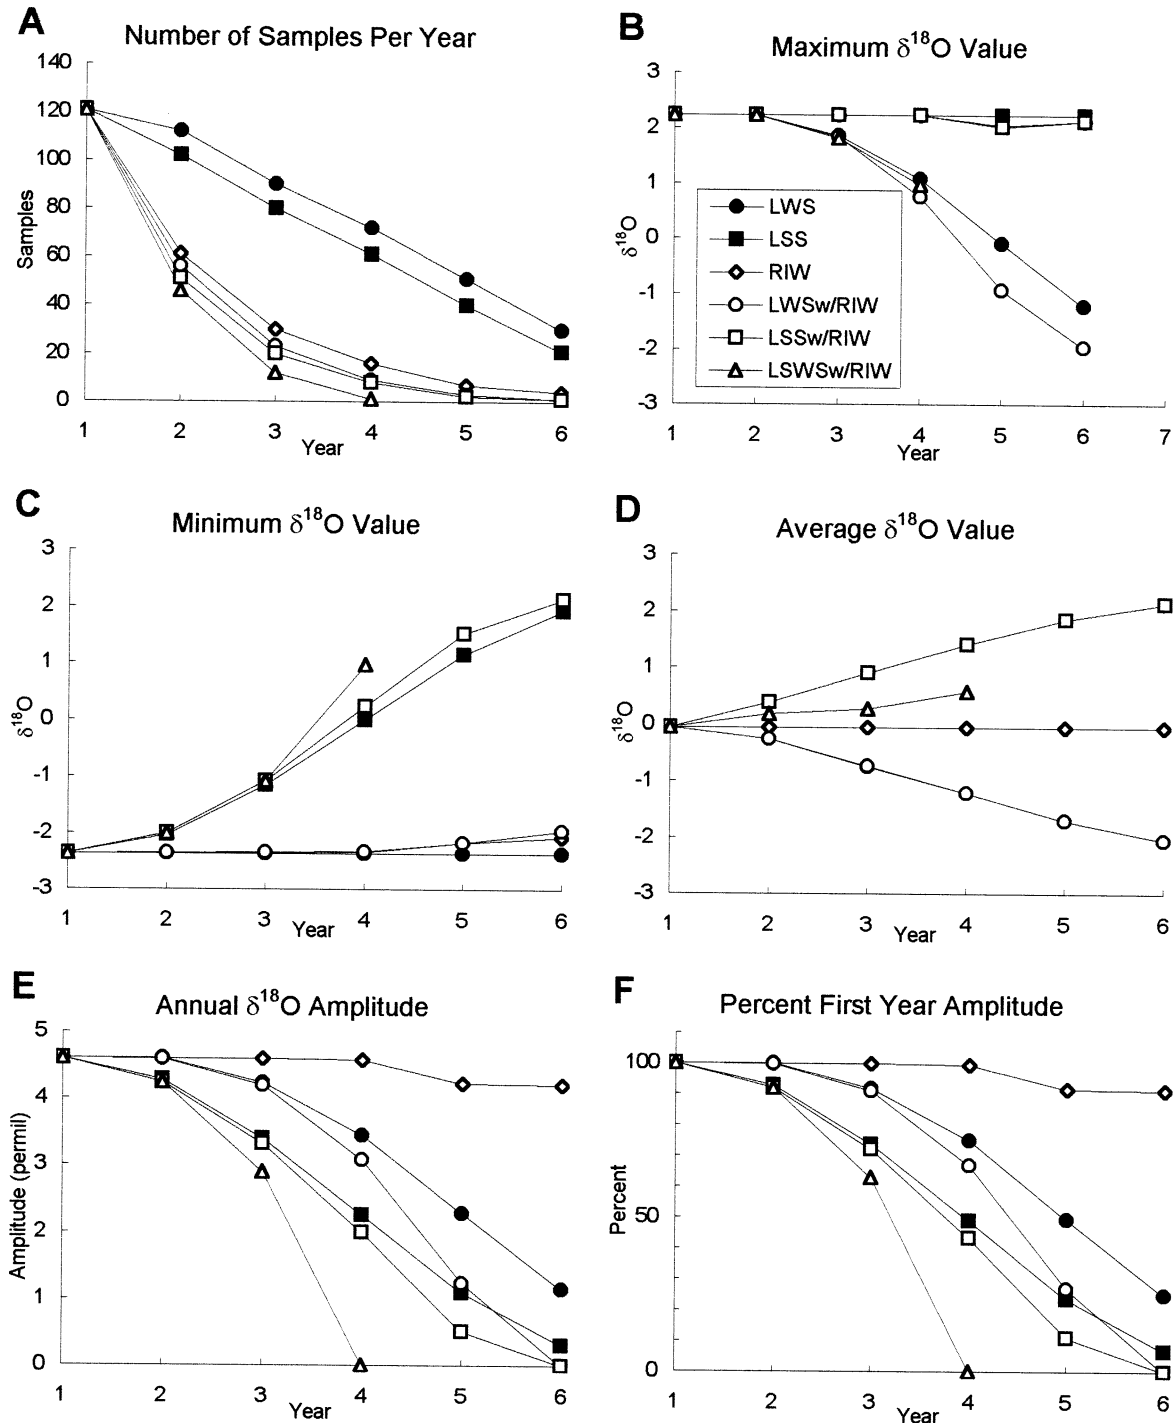 A
Number of Samples Per Year
140
120
100
80
60
40
20
0
Samples
1 2 3 4 5 6
Year
B
Maximum δ18O Value
3
2
1
0
-1
-2
-3
δ18O
LWS
LSS
RIW
LWSw/RIW
LSSw/RIW
LSWSw/RIW
1 2 3 4 5 6 7
Year
C
Minimum δ18O Value
3
2
1
0
-1
-2
-3
δ18O
1 2 3 4 5 6
Year
D
Average δ18O Value
3
2
1
0
-1
-2
-3
δ18O
1 2 3 4 5 6
Year
E
Annual δ18O Amplitude
5
4
3
2
1
0
Amplitude (permil)
1 2 3 4 5 6
Year
F
Percent First Year Amplitude
100
50
0
Percent
1 2 3 4 5 6
Year